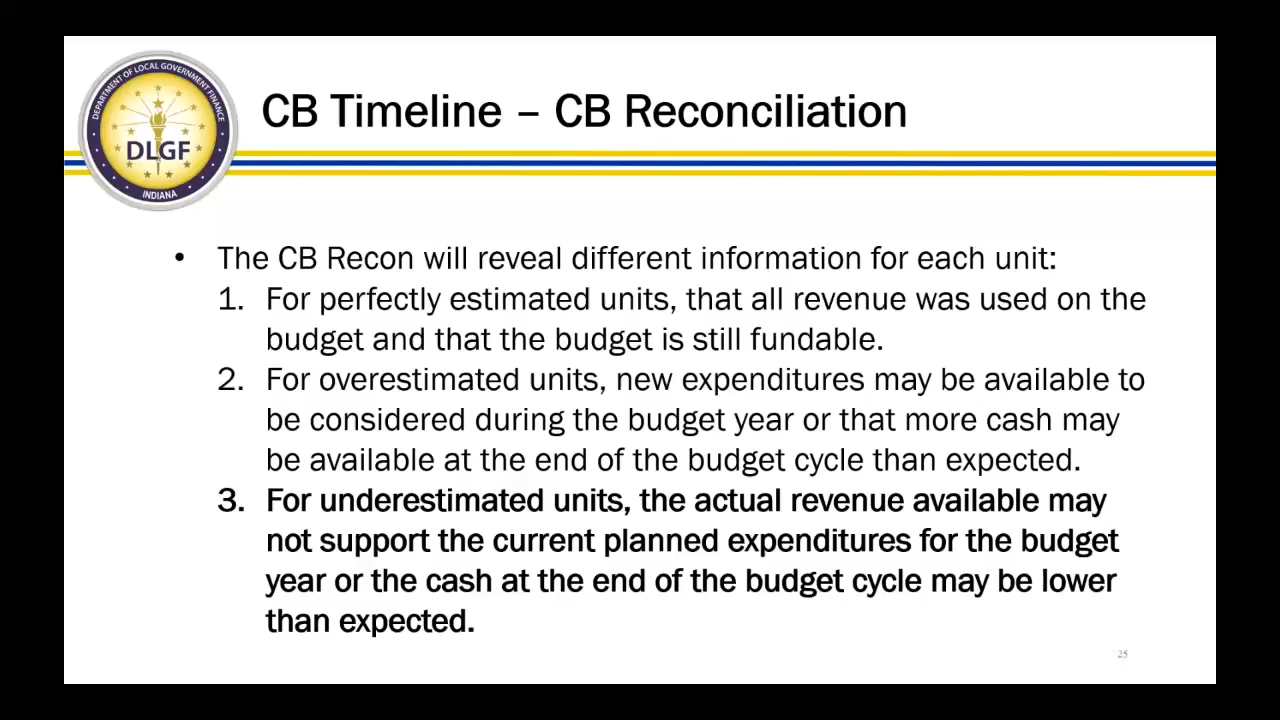 DEPARTMENT OF LOCAL GOVERNMENT FINANCE
DLGF
INDIANA
CB Timeline – CB Reconciliation
• The CB Recon will reveal different information for each unit:
1. For perfectly estimated units, that all revenue was used on the
budget and that the budget is still fundable.
2. For overestimated units, new expenditures may be available to
be considered during the budget year or that more cash may
be available at the end of the budget cycle than expected.
3. For underestimated units, the actual revenue available may
not support the current planned expenditures for the budget
year or the cash at the end of the budget cycle may be lower
than expected.
25